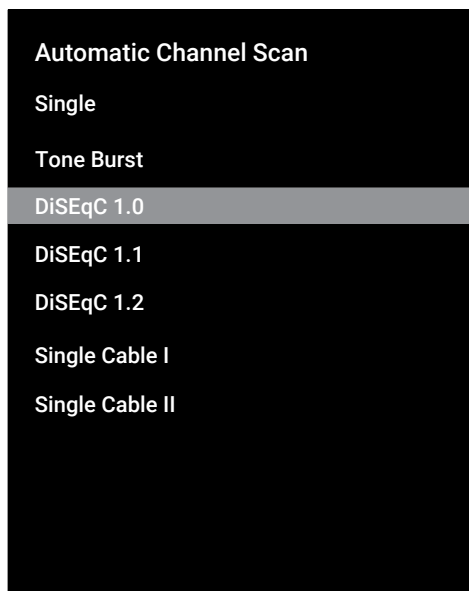 Automatic Channel Scan
Single
Tone Burst
DiSEqC 1.0
DiSEqC 1.1
DiSEqC 1.2
Single Cable I
Single Cable II